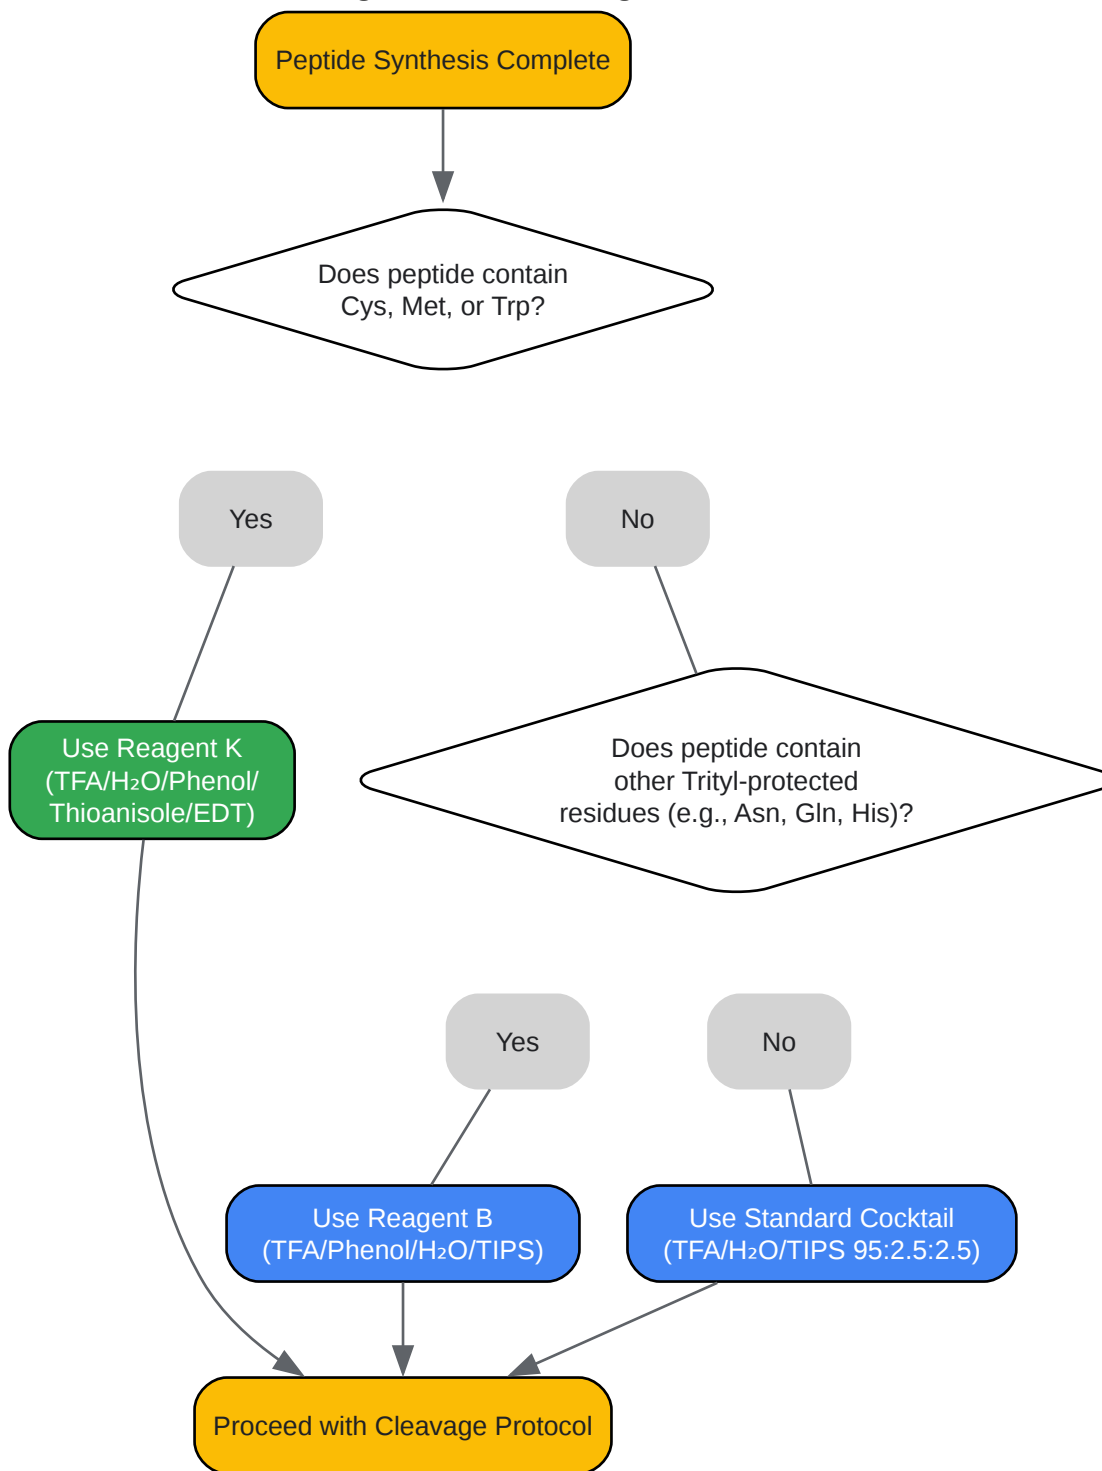 Peptide Synthesis Complete
Does peptide contain
Cys, Met, or Trp?
Yes
No
Use Reagent K
(TFA/H₂O/Phenol/
Thioanisole/EDT)
Does peptide contain
other Trityl-protected
residues (e.g., Asn, Gln, His)?
Yes
No
Use Reagent B
(TFA/Phenol/H₂O/TIPS)
Use Standard Cocktail
(TFA/H₂O/TIPS 95:2.5:2.5)
Proceed with Cleavage Protocol